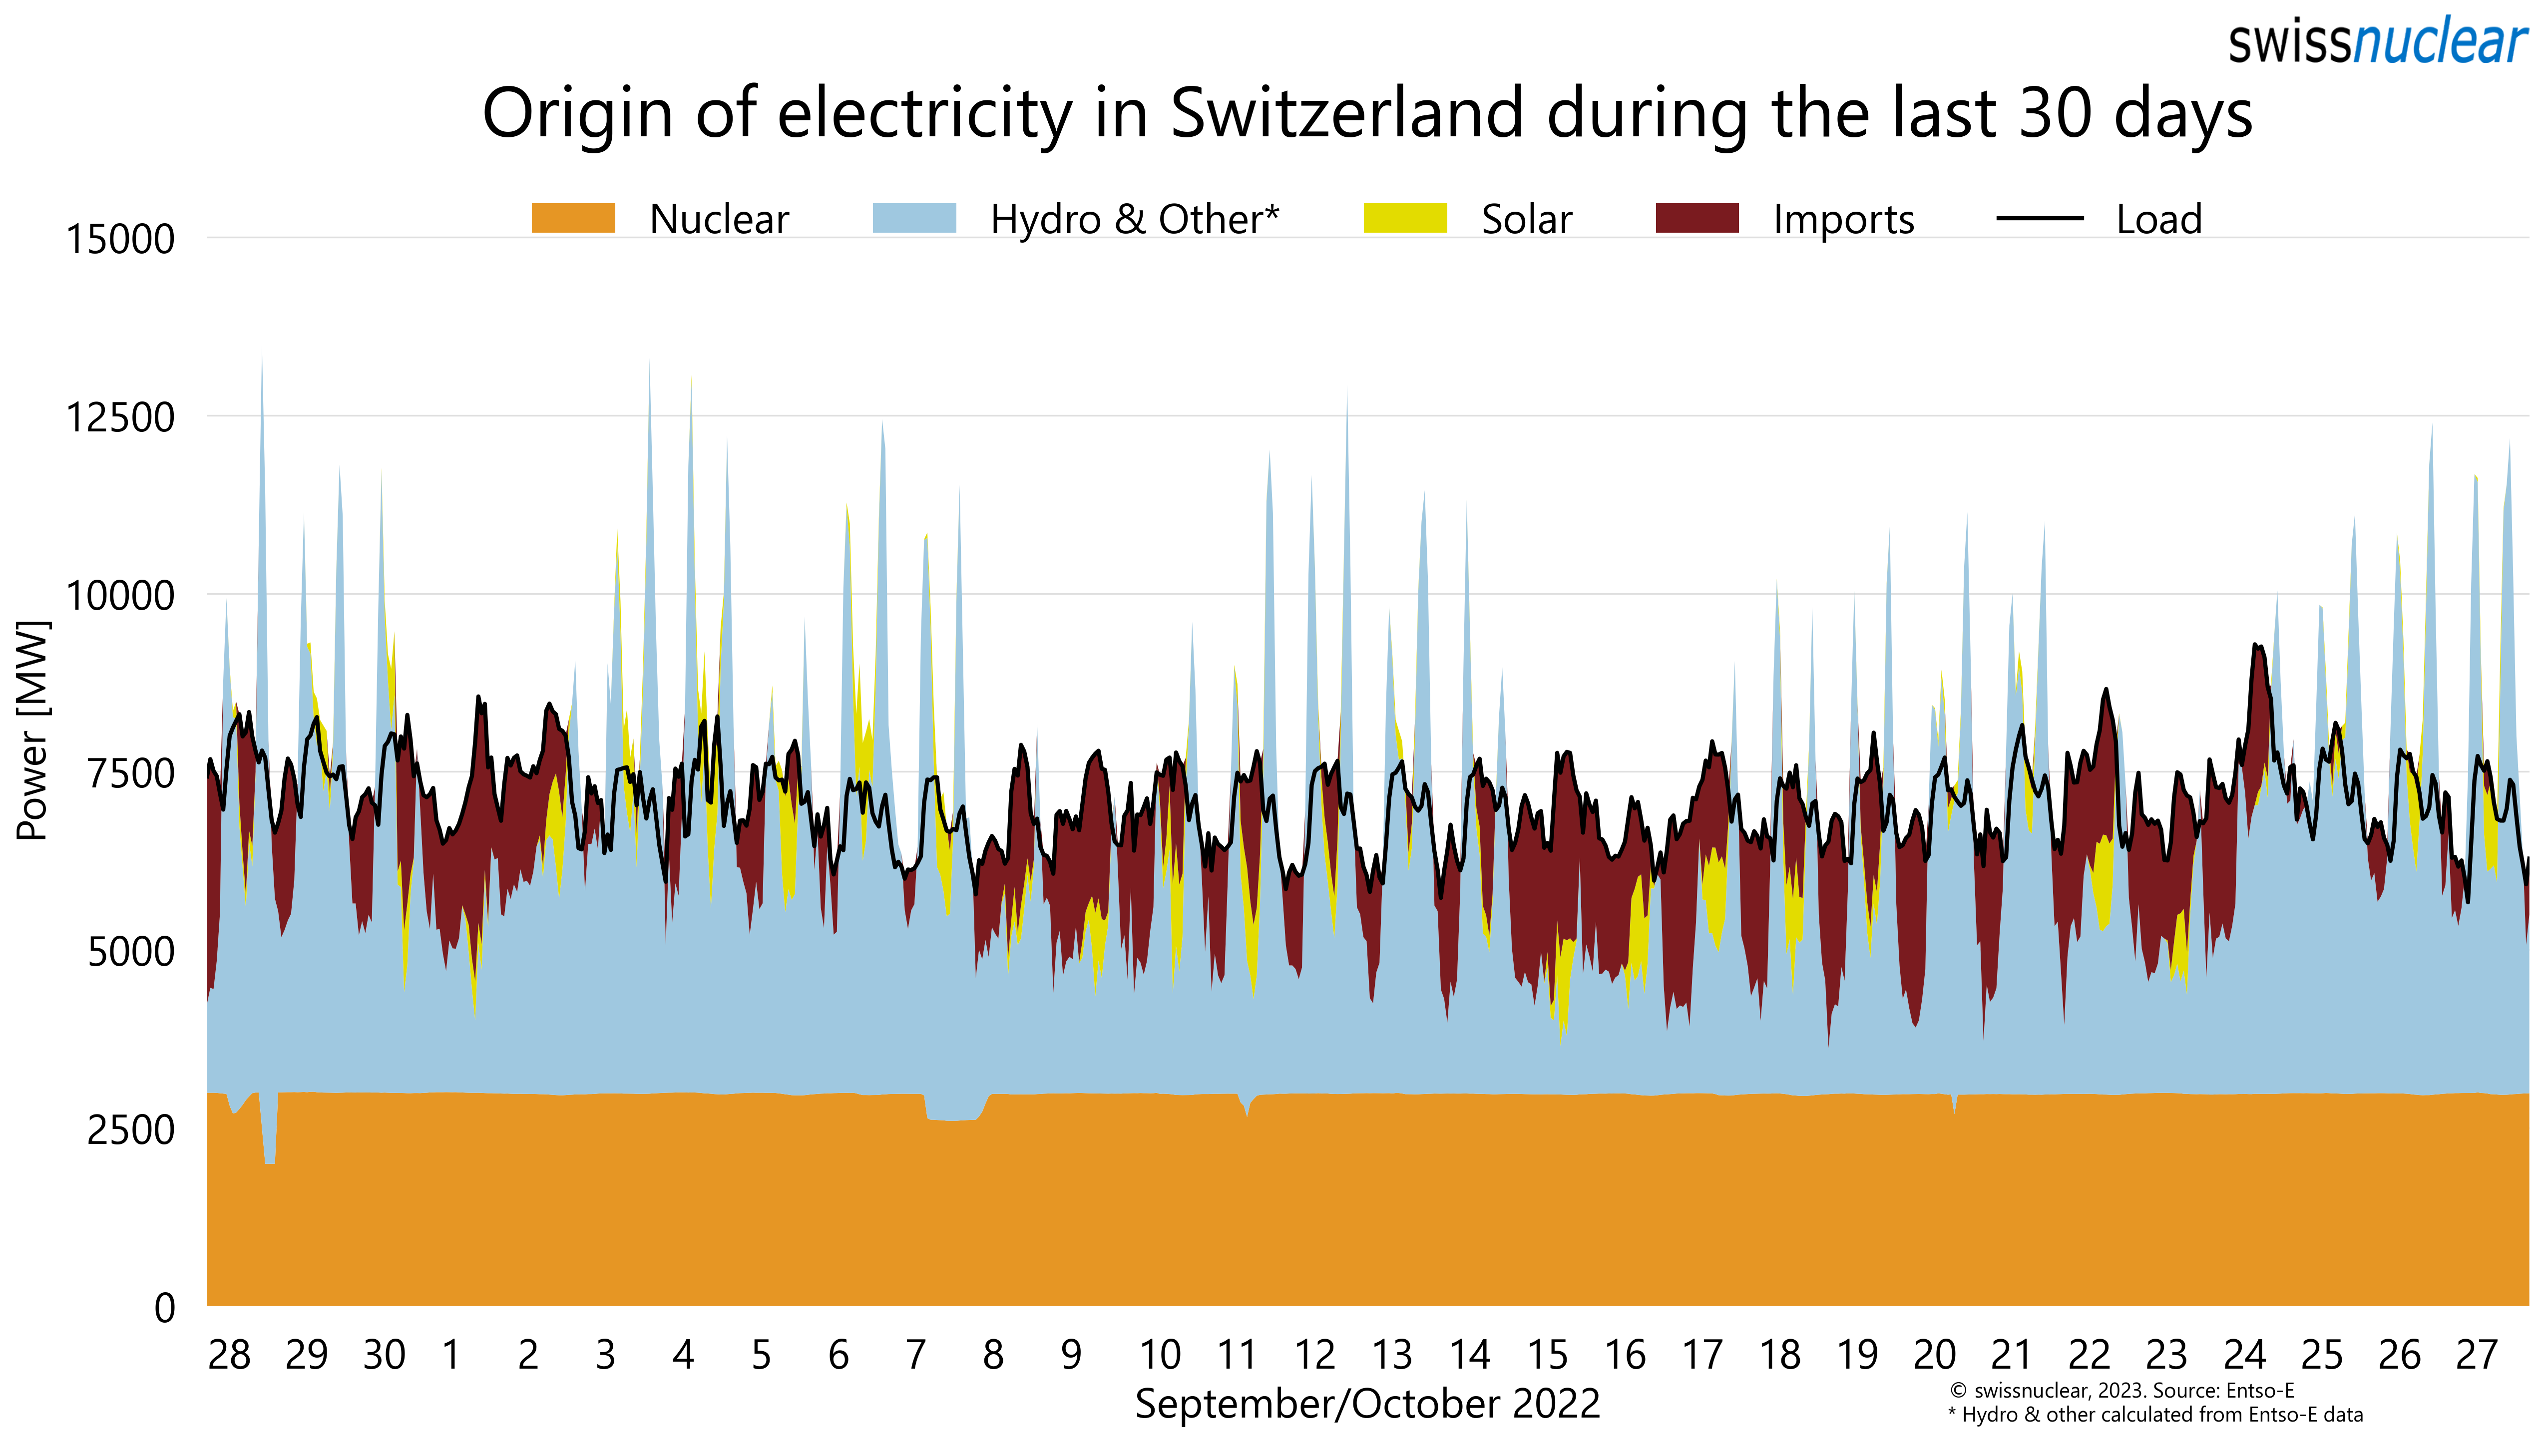 swissnuclear
Origin of electricity in Switzerland during the last 30 days
Nuclear Hydro & Other* Solar Imports Load
15000
12500
10000
7500
5000
2500
0
Power [MW]
28 29 30 1 2 3 4 5 6 7 8 9 10 11 12 13 14 15 16 17 18 19 20 21 22 23 24 25 26 27
September/October 2022
© swissnuclear, 2023. Source: Entso-E
* Hydro & other calculated from Entso-E data